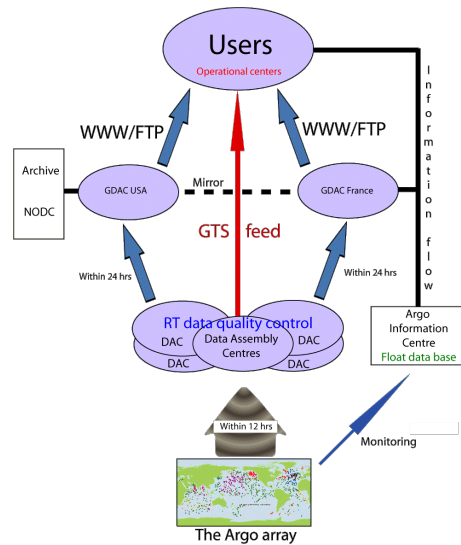 Users
Operational centers
WWW/FTP
WWW/FTP
Information flow
Archive
NODC
GDAC USA
Mirror
GDAC France
GTS feed
Within 24 hrs
Within 24 hrs
RT data quality control
DAC
Data Assembly
Centres
DAC
DAC
DAC
Argo
Information
Centre
Float data base
Within 12 hrs
Monitoring
The Argo array